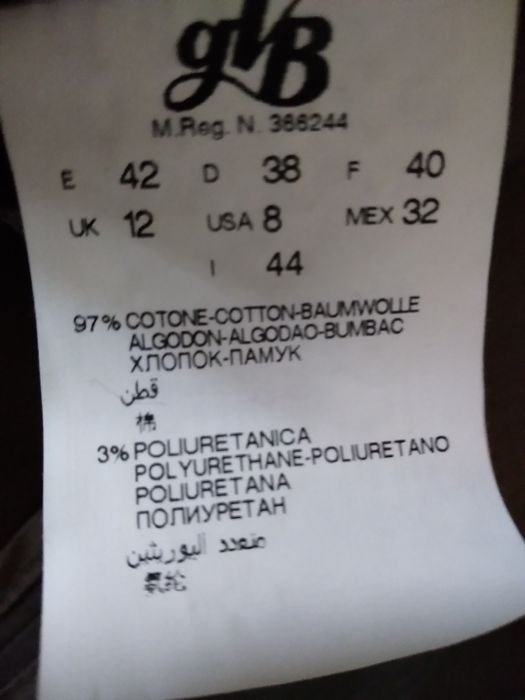 gVB
M.Reg. N. 366244
E 42 D 38 F 40
UK 12 USA 8 MEX 32
I 44
97% COTONE-COTTON-BAUMWOLLE
ALGODON-ALGODAO-BUMBAC
ХЛОПОК-ПАМУК
قطن
棉
3% POLIURETANICA
POLYURETHANE-POLIURETANO
POLIURETANA
ПОЛИУРЕТАН
متعدد اليوريثين
氨纶